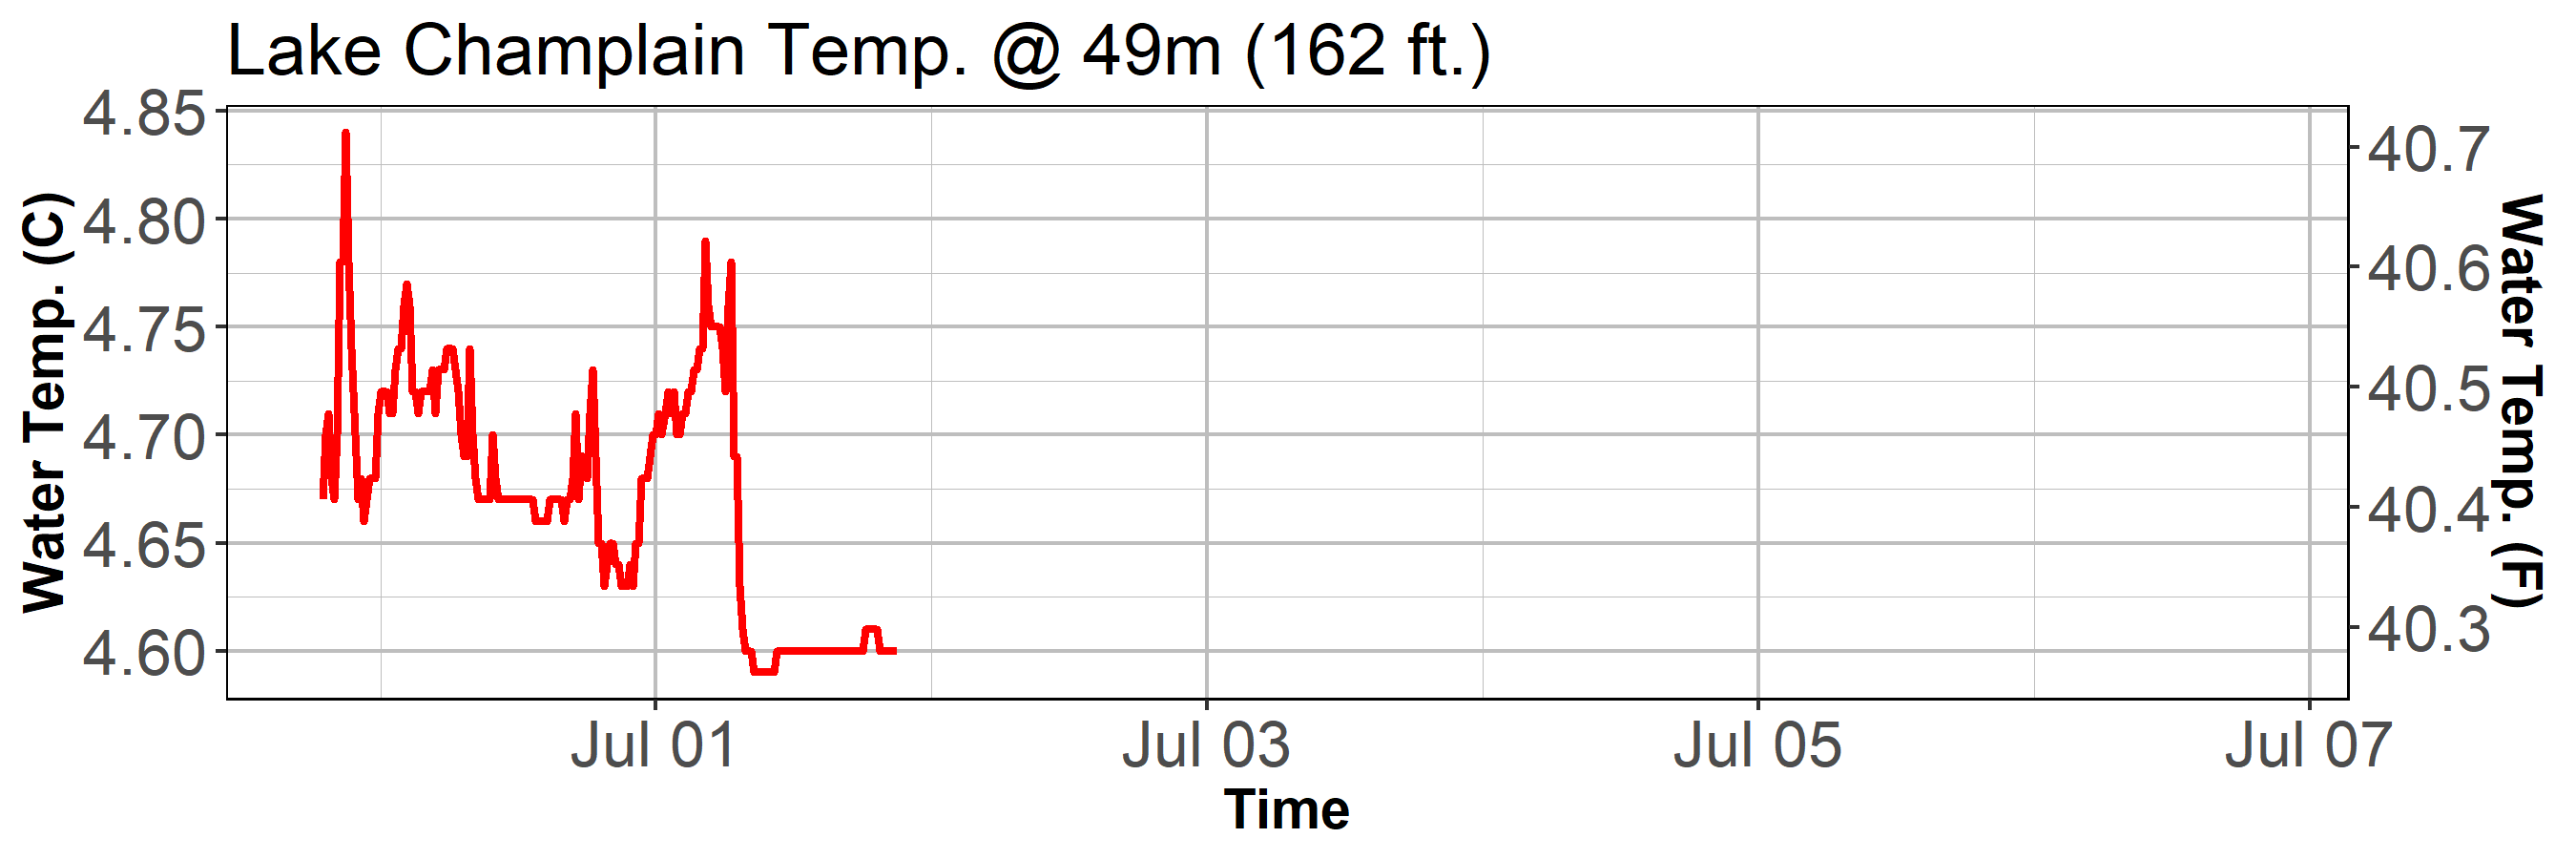 Lake Champlain Temp. @ 49m (162 ft.)
Water Temp. (C)
4.85
4.80
4.75
4.70
4.65
4.60
40.7
40.6
40.5
40.4
40.3
Water Temp. (F)
Jul 01 Jul 03 Jul 05 Jul 07
Time